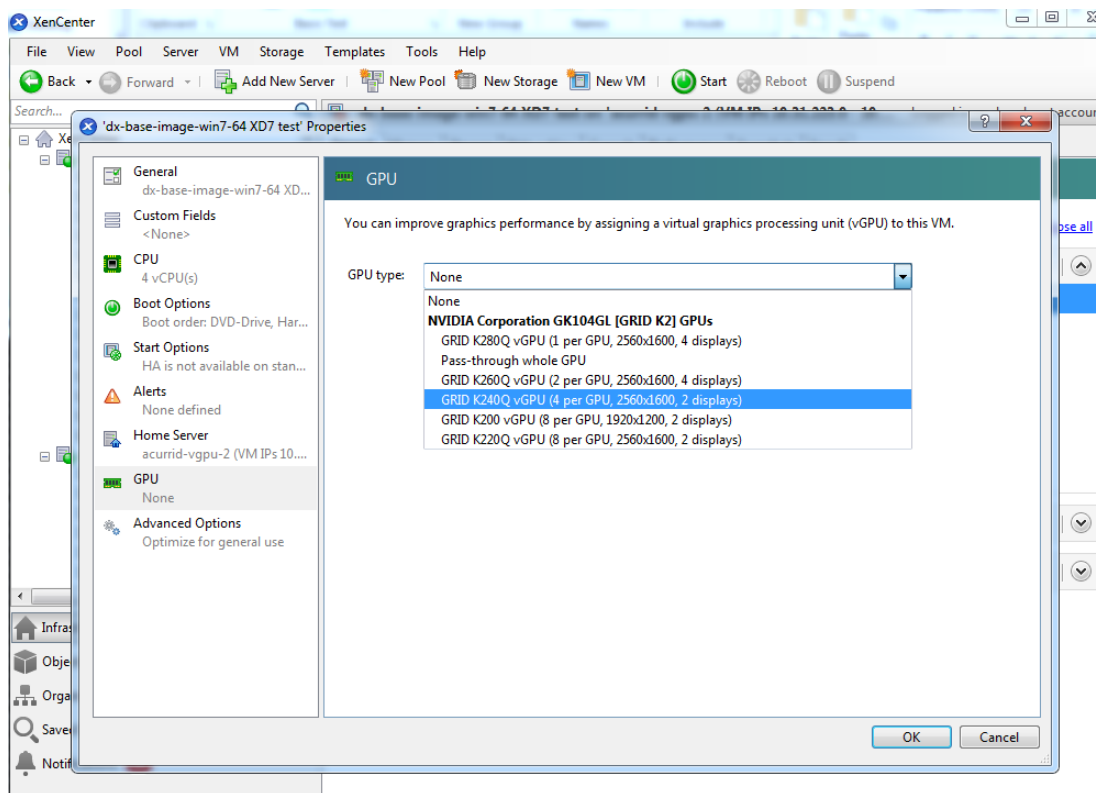 XenCenter
File View Pool Server VM Storage Templates Tools Help
Back Forward Add New Server New Pool New Storage New VM Start Reboot Suspend
Search...
'dx-base-image-win7-64 XD7 test' Properties
accour
Xe
ose all
General
dx-base-image-win7-64 XD...
Custom Fields
<None>
CPU
4 vCPU(s)
Boot Options
Boot order: DVD-Drive, Har...
Start Options
HA is not available on stan...
Alerts
None defined
Home Server
acurrid-vgpu-2 (VM IPs 10....
GPU
None
Advanced Options
Optimize for general use
GPU
You can improve graphics performance by assigning a virtual graphics processing unit (vGPU) to this VM.
GPU type: None
None
NVIDIA Corporation GK104GL [GRID K2] GPUs
GRID K280Q vGPU (1 per GPU, 2560x1600, 4 displays)
Pass-through whole GPU
GRID K260Q vGPU (2 per GPU, 2560x1600, 4 displays)
GRID K240Q vGPU (4 per GPU, 2560x1600, 2 displays)
GRID K200 vGPU (8 per GPU, 1920x1200, 2 displays)
GRID K220Q vGPU (8 per GPU, 2560x1600, 2 displays)
Infras
Obje
Orga
Save
Notif
OK Cancel